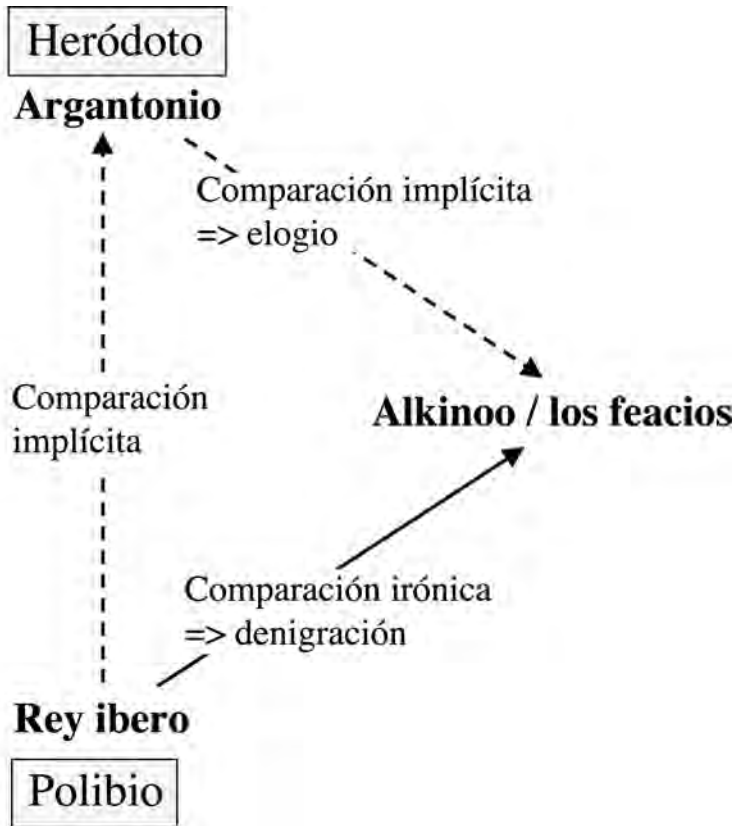 Heródoto
Argantonio
Comparación implícita
=> elogio
Comparación
implícita
Alkinoo / los feacios
Comparación irónica
=> denigración
Rey ibero
Polibio